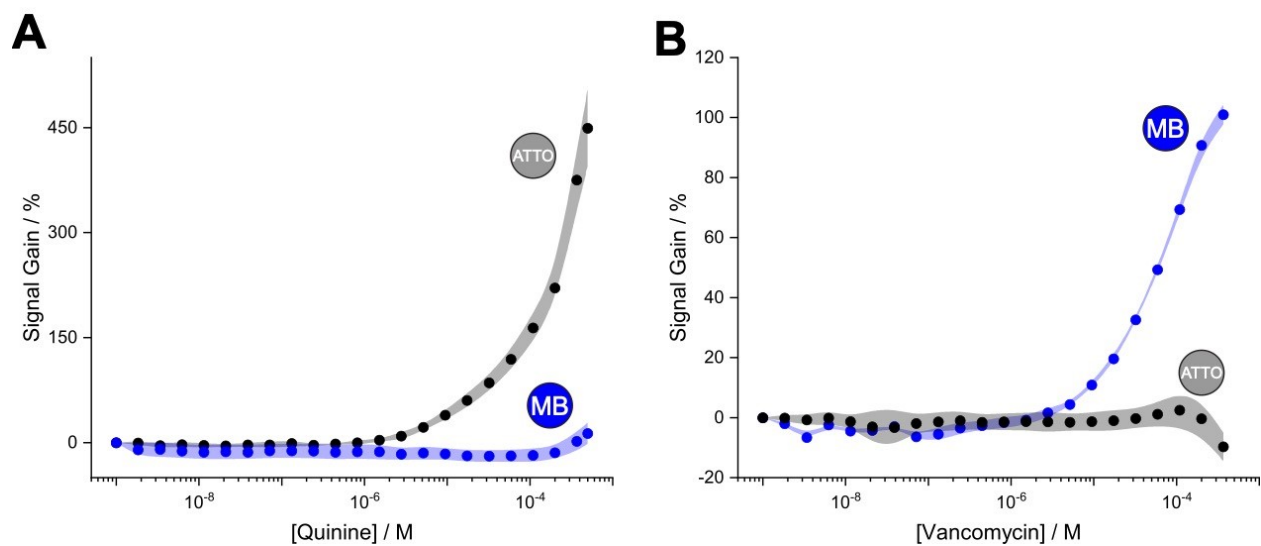 A
Signal Gain / %
450
300
150
0
ATTO
MB
10⁻⁸
10⁻⁶
10⁻⁴
[Quinine] / M
B
Signal Gain / %
120
100
80
60
40
20
0
-20
MB
ATTO
10⁻⁸
10⁻⁶
10⁻⁴
[Vancomycin] / M